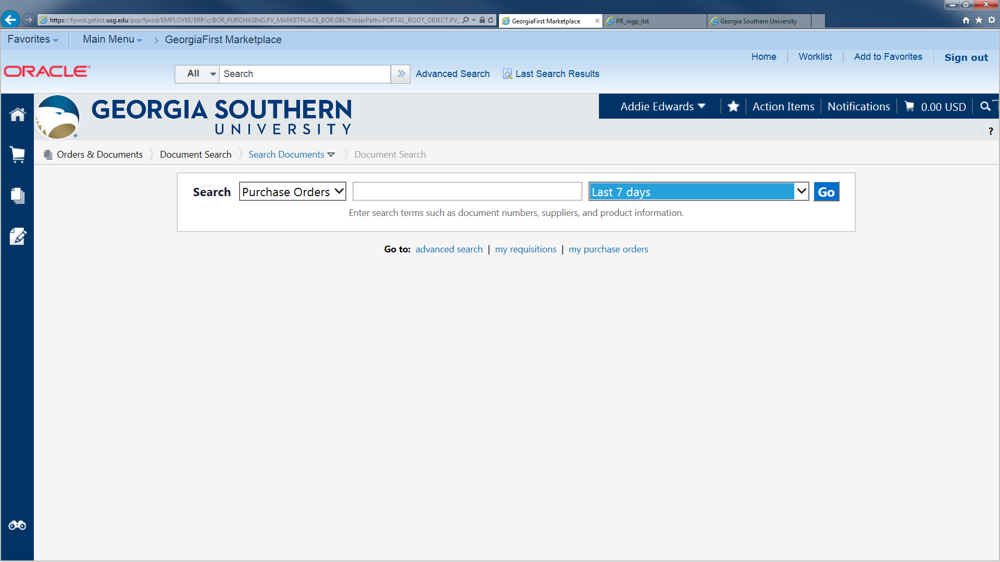 https://fprod.gafirst.usg.edu/psp/fprod/EMPLOYEE/ERP/c/BOR_PURCHASING.PV_MARKETPLACE_BOR.GBL?FolderPath=PORTAL_ROOT_OBJECT.PV_
GeorgiaFirst Marketplace
PR_nigp_list
Georgia Southern University
Favorites
Main Menu
GeorgiaFirst Marketplace
Home
Worklist
Add to Favorites
Sign out
ORACLE
All
Search
Advanced Search
Last Search Results
GEORGIA SOUTHERN
UNIVERSITY
®
Addie Edwards
Action Items
Notifications
0.00 USD
?
Orders & Documents
Document Search
Search Documents
Document Search
Search
Purchase Orders
Last 7 days
Go
Enter search terms such as document numbers, suppliers, and product information.
Go to: advanced search | my requisitions | my purchase orders